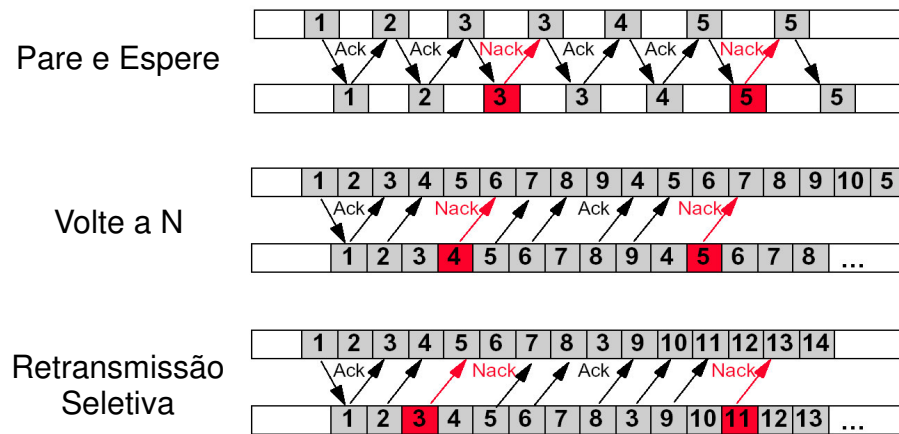 1 2 3 3 4 5 5
Ack Ack Nack Ack Ack Nack
Pare e Espere
1 2 3 3 4 5 5
1 2 3 4 5 6 7 8 9 4 5 6 7 8 9 10 5
Ack Nack Ack Nack
Volte a N
1 2 3 4 5 6 7 8 9 4 5 6 7 8 ...
1 2 3 4 5 6 7 8 3 9 10 11 12 13 14
Retransmissão
Ack Nack Ack Nack
Seletiva
1 2 3 4 5 6 7 8 3 9 10 11 12 13 ...